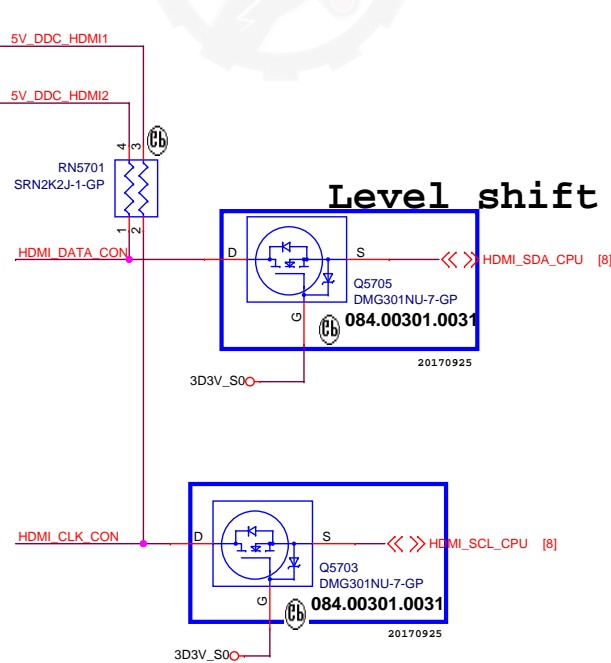 5V_DDC_HDMI1
5V_DDC_HDMI2
4
3
RN5701
SRN2K2J-1-GP
1
2
Level shift
HDMI_DATA_CON
D
S
HDMI_SDA_CPU [8]
Q5705
DMG301NU-7-GP
G
084.00301.0031
20170925
3D3V_S0
HDMI_CLK_CON
D
S
HDMI_SCL_CPU [8]
Q5703
DMG301NU-7-GP
G
084.00301.0031
20170925
3D3V_S0